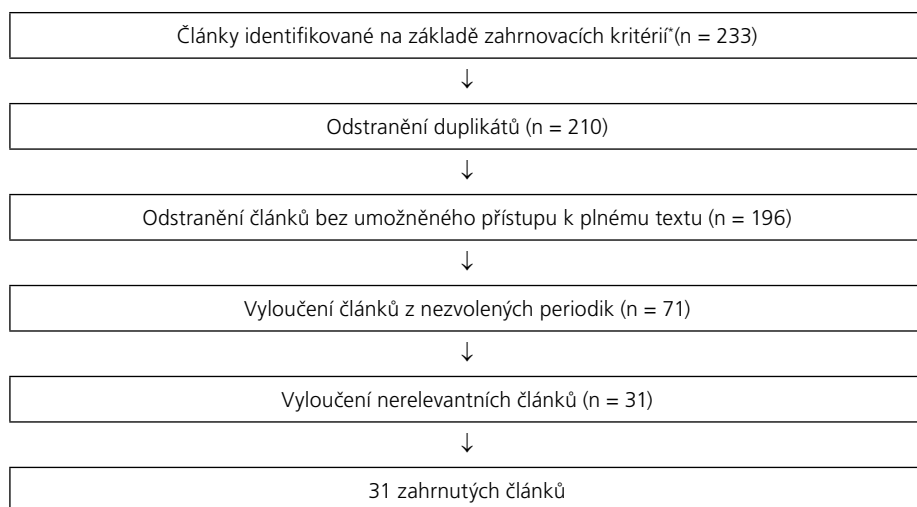 Články identifikované na základě zahrnovacích kritérií*(n = 233)
↓
Odstranění duplikátů (n = 210)
↓
Odstranění článků bez umožněného přístupu k plnému textu (n = 196)
↓
Vyloučení článků z nezvolených periodik (n = 71)
↓
Vyloučení nerelevantních článků (n = 31)
↓
31 zahrnutých článků